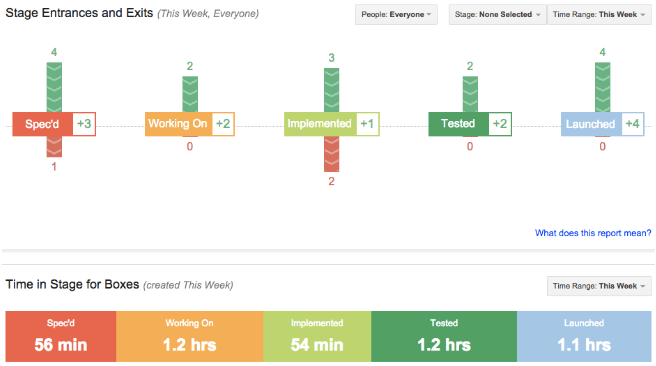 Stage Entrances and Exits (This Week, Everyone)
People: Everyone
Stage: None Selected
Time Range: This Week
4 2 3 2 4
Spec'd +3 Working On +2 Implemented +1 Tested +2 Launched +4
1 0 2 0 0
What does this report mean?
Time in Stage for Boxes (created This Week)
Time Range: This Week
Spec'd Working On Implemented Tested Launched
56 min 1.2 hrs 54 min 1.2 hrs 1.1 hrs